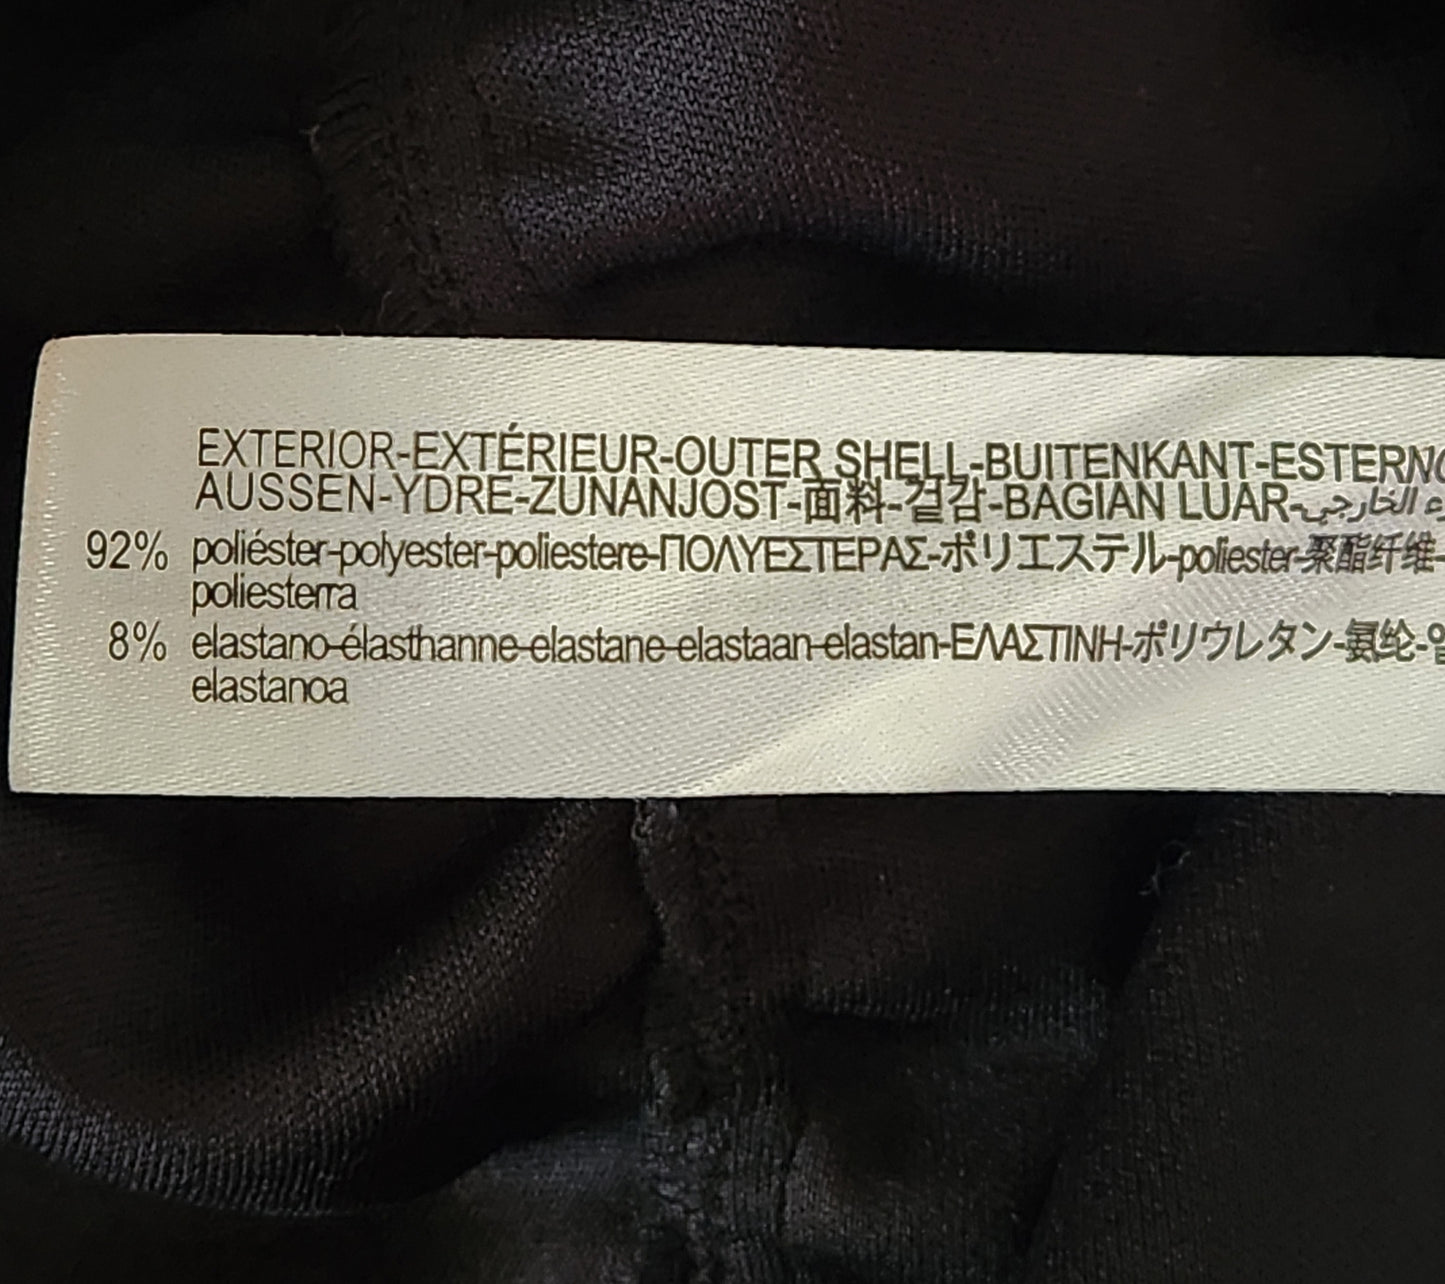 EXTERIOR-EXTÉRIEUR-OUTER SHELL-BUITENKANT-ESTERNO
AUSSEN-YDRE-ZUNANJOST-面料-겉감-BAGIAN LUAR-
92% poliéster-polyester-poliestere-ΠΟΛΥΕΣΤΕΡΑΣ-ポリエステル-poliester-聚酯纤维-
poliesterra
8% elastano-élasthanne-elastane-elastaan-elastan-ΕΛΑΣΤΙΝΗ-ポリウレタン-氨纶-
elastanoa